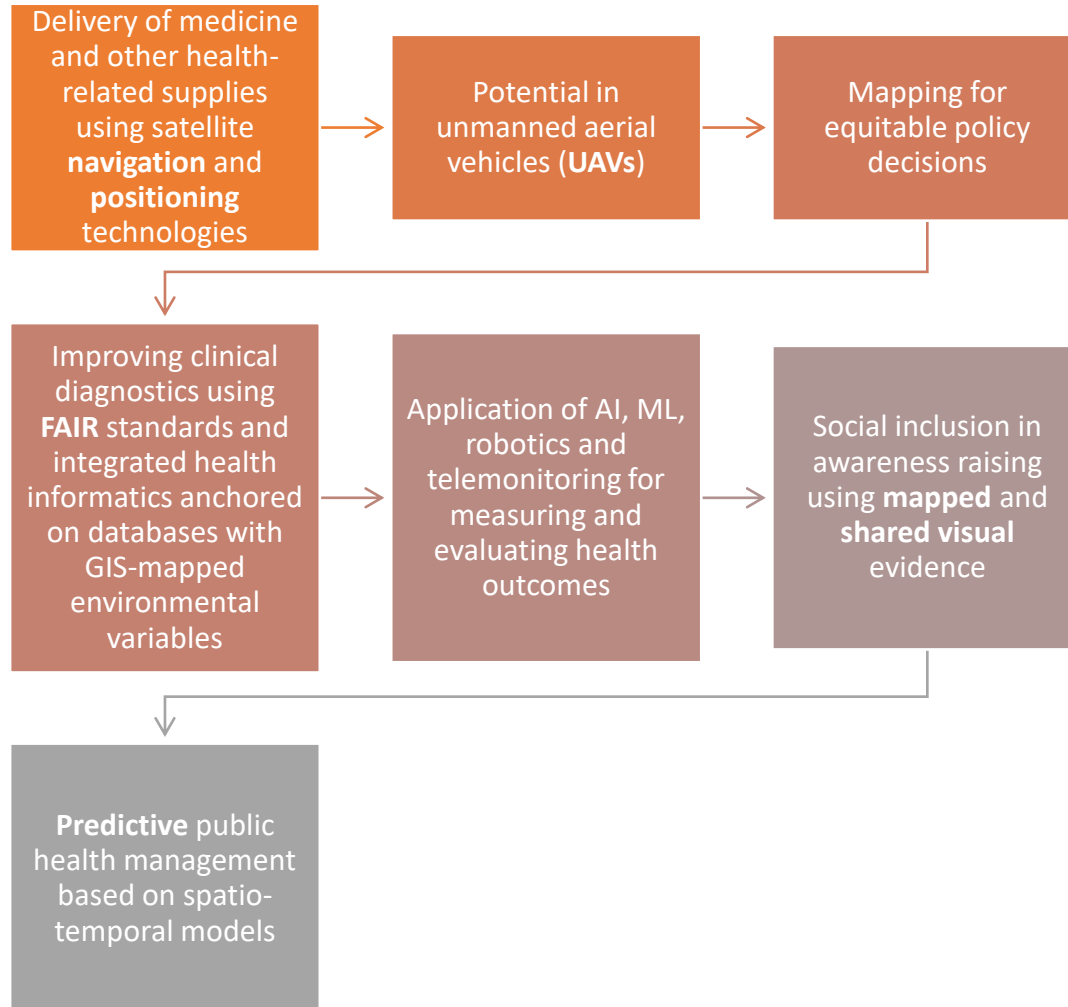 Delivery of medicine
and other health-
related supplies
using satellite
navigation and
positioning
technologies
Potential in
unmanned aerial
vehicles (UAVs)
Mapping for
equitable policy
decisions
Improving clinical
diagnostics using
FAIR standards and
integrated health
informatics anchored
on databases with
GIS-mapped
environmental
variables
Application of AI, ML,
robotics and
telemonitoring for
measuring and
evaluating health
outcomes
Social inclusion in
awareness raising
using mapped and
shared visual
evidence
Predictive public
health management
based on spatio-
temporal models